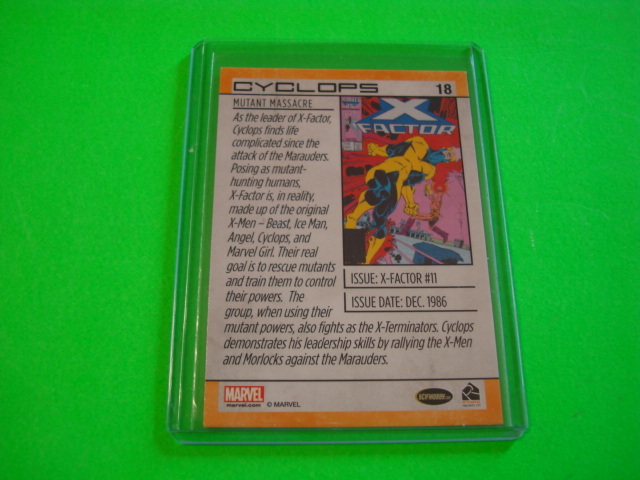 CYCLOPS 18
MUTANT MASSACRE
As the leader of X-Factor,
Cyclops finds life
complicated since the
attack of the Marauders.
Posing as mutant-
hunting humans,
X-Factor is, in reality,
made up of the original
X-Men – Beast, Ice Man,
Angel, Cyclops, and
Marvel Girl. Their real
goal is to rescue mutants
and train them to control
their powers. The
group, when using their
mutant powers, also fights as the X-Terminators. Cyclops
demonstrates his leadership skills by rallying the X-Men
and Morlocks against the Marauders.
X
FACTOR
ISSUE: X-FACTOR #11
ISSUE DATE: DEC. 1986
MARVEL
marvel.com
© MARVEL